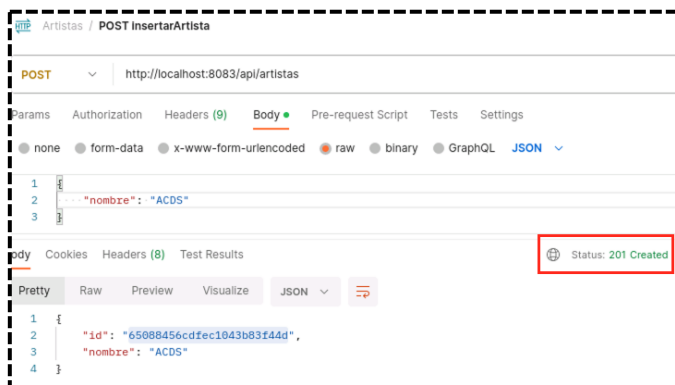 HTTP Artistas / POST insertarArtista
POST http://localhost:8083/api/artistas
Params Authorization Headers (9) Body Pre-request Script Tests Settings
none form-data x-www-form-urlencoded raw binary GraphQL JSON
1 {
2 "nombre": "ACDS"
3 }
ody Cookies Headers (8) Test Results Status: 201 Created
Pretty Raw Preview Visualize JSON
1 {
2 "id": "65088456cdfec1043b83f44d",
3 "nombre": "ACDS"
4 }